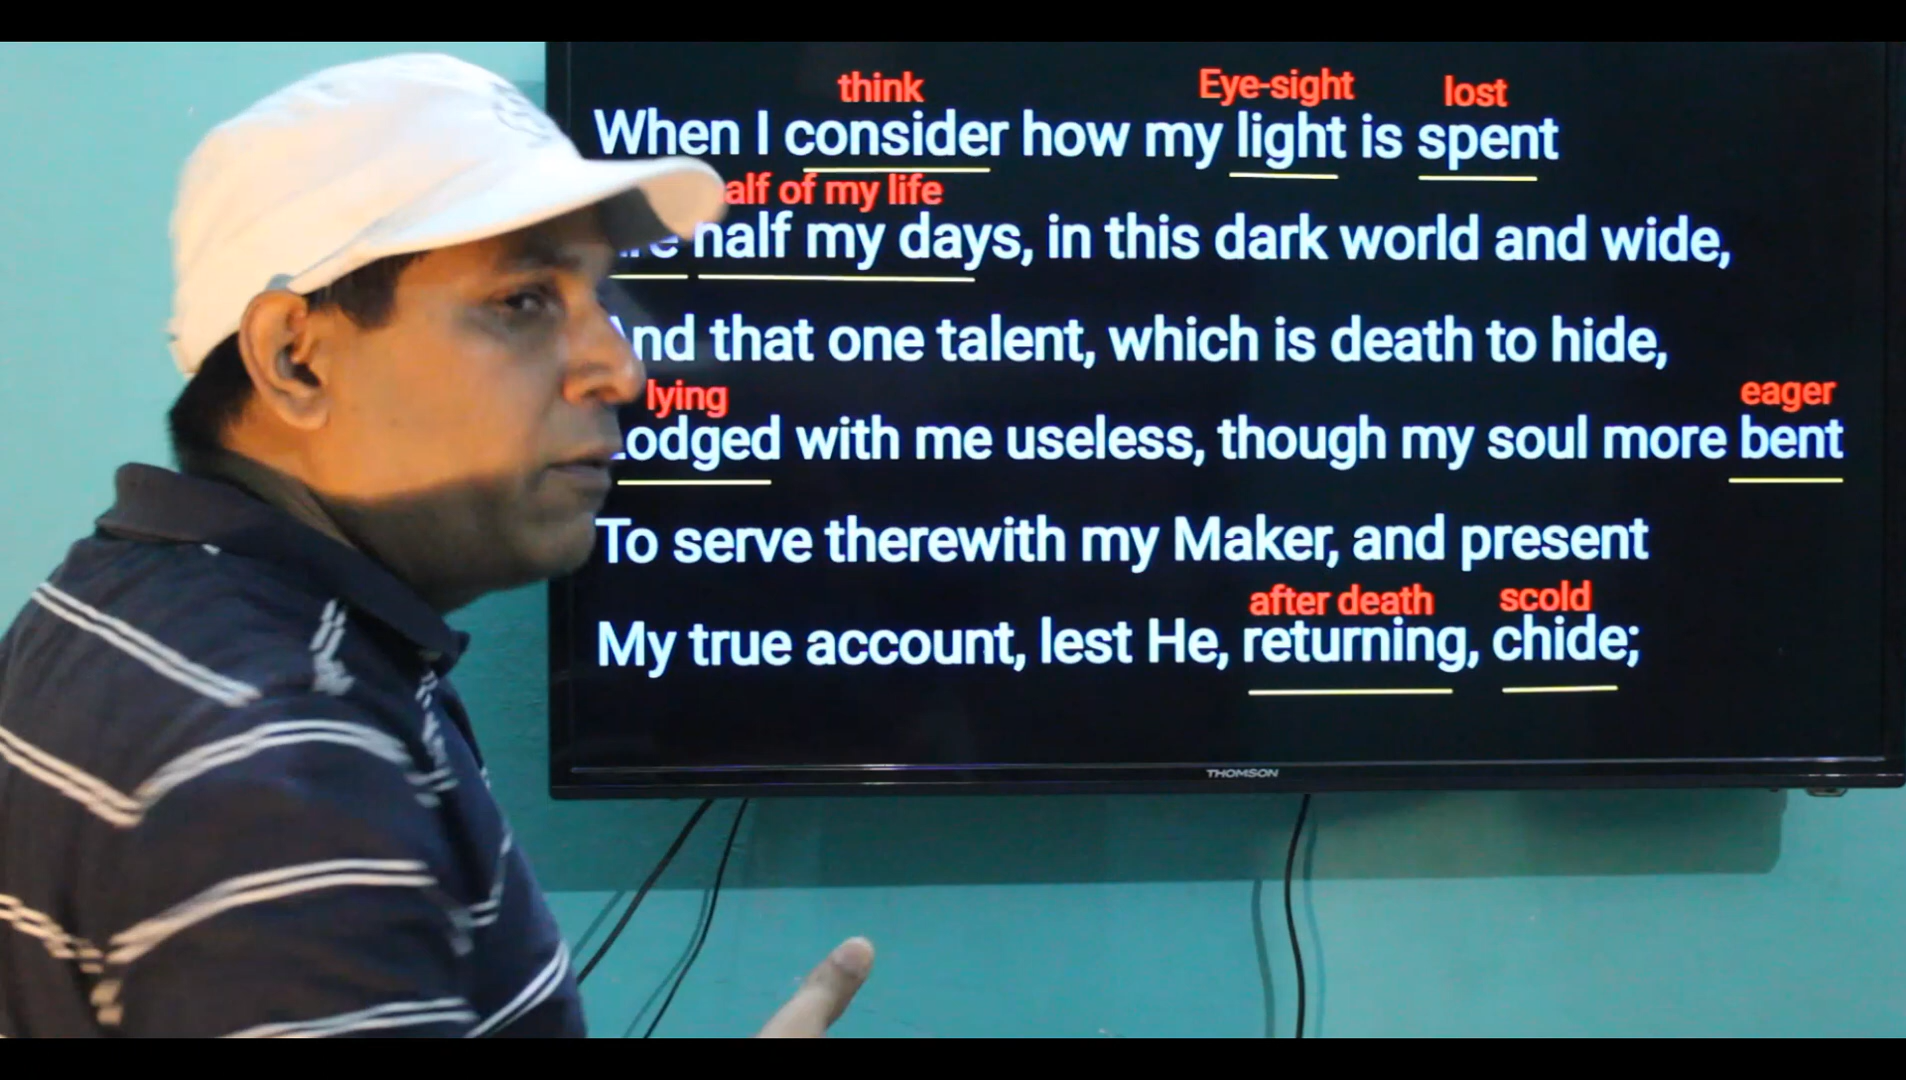 think Eye-sight lost
When I consider how my light is spent
alf of my life
half my days, in this dark world and wide,
And that one talent, which is death to hide,
lying eager
Lodged with me useless, though my soul more bent
To serve therewith my Maker, and present
after death scold
My true account, lest He, returning, chide;
THOMSON